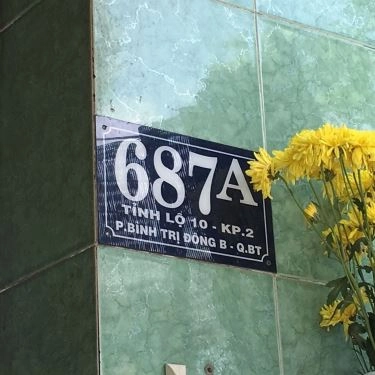 687A
TỈNH LỘ 10 - KP.2
P.BÌNH TRỊ ĐÔNG B - Q.BT